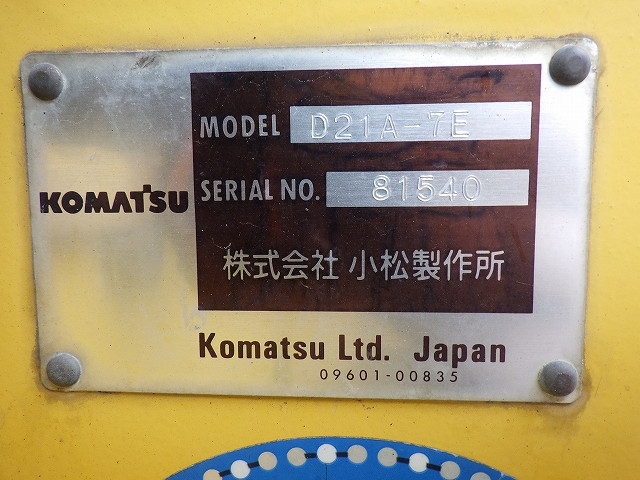 MODEL D21A-7E
KOMATSU
SERIAL NO. 81540
株式会社 小松製作所
Komatsu Ltd. Japan
09601-00835